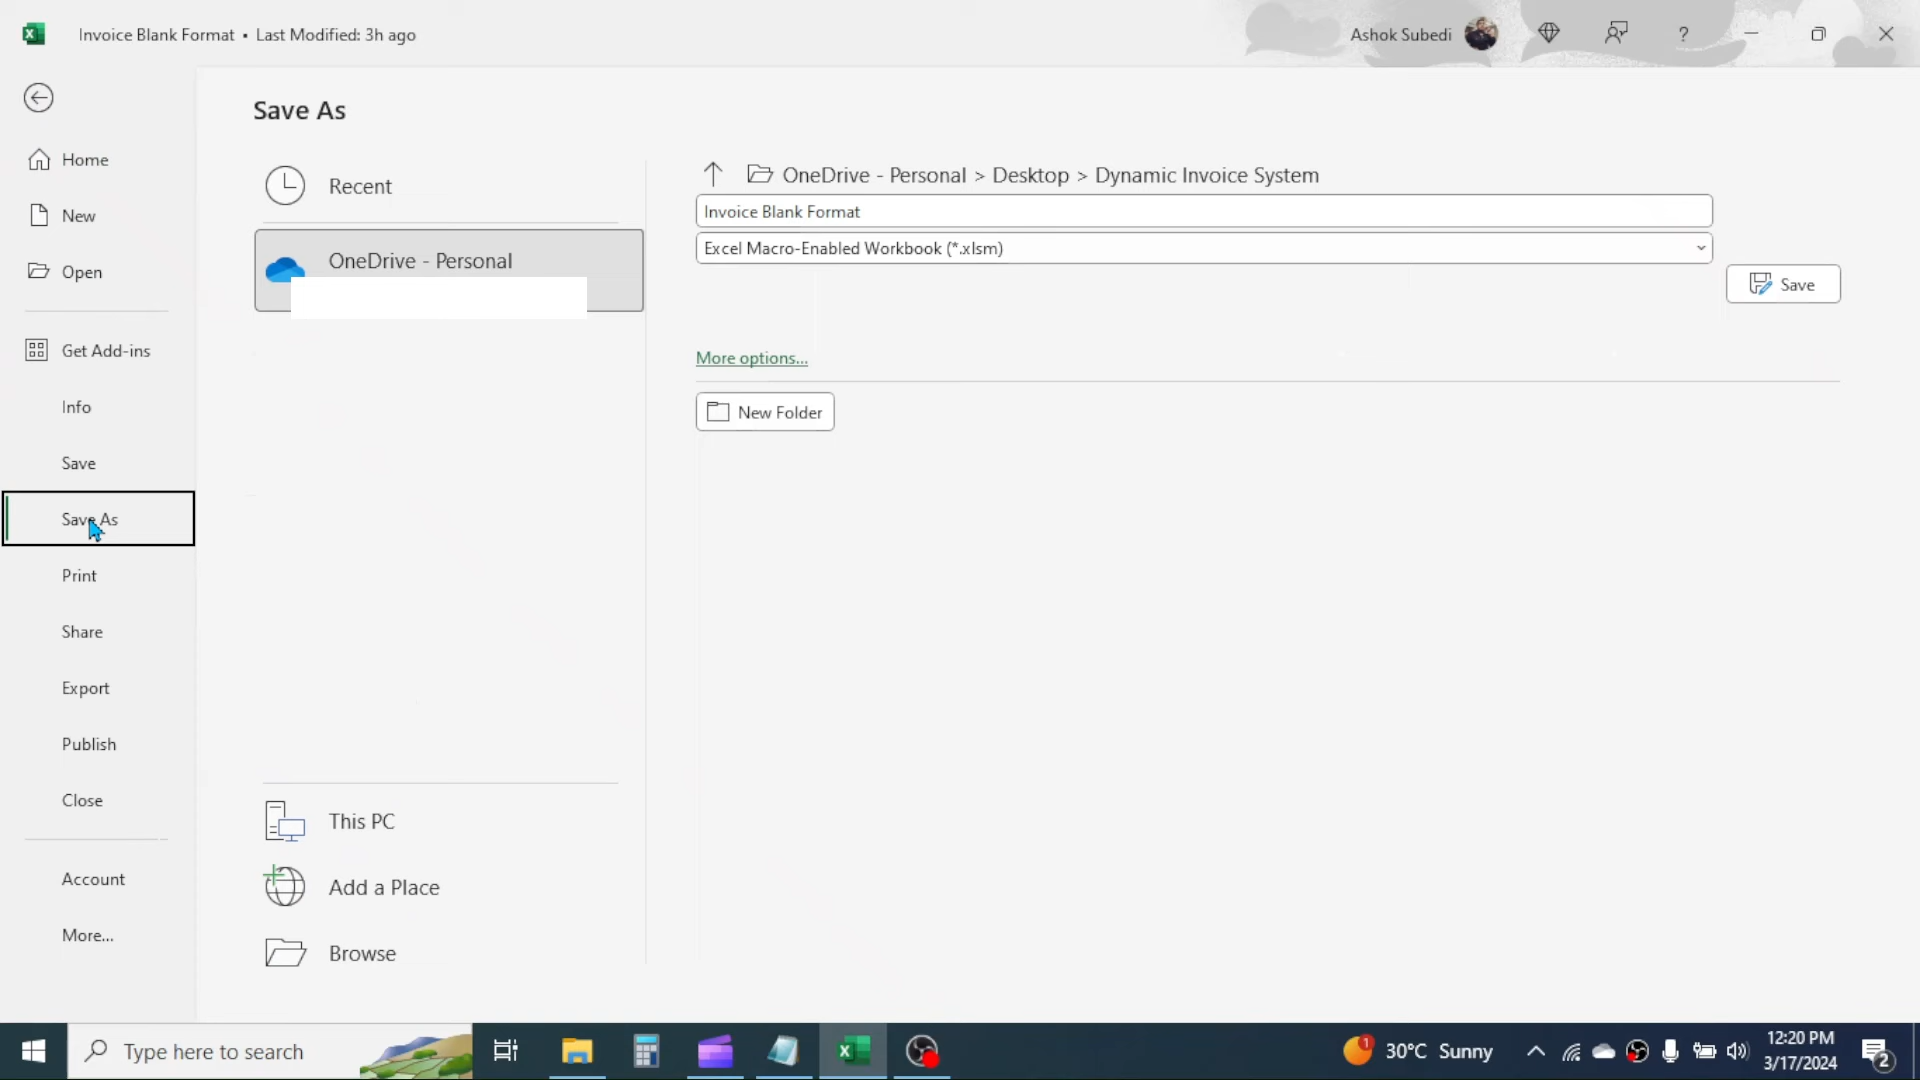 Invoice Blank Format • Last Modified: 3h ago
Ashok Subedi
?
Save As
Home
New
Open
Get Add-ins
Info
Save
Save As
Print
Share
Export
Publish
Close
Account
More...
Recent
OneDrive - Personal
This PC
Add a Place
Browse
OneDrive - Personal > Desktop > Dynamic Invoice System
Invoice Blank Format
Excel Macro-Enabled Workbook (*.xlsm)
Save
More options...
New Folder
Type here to search
1
30°C Sunny
12:20 PM
3/17/2024
2